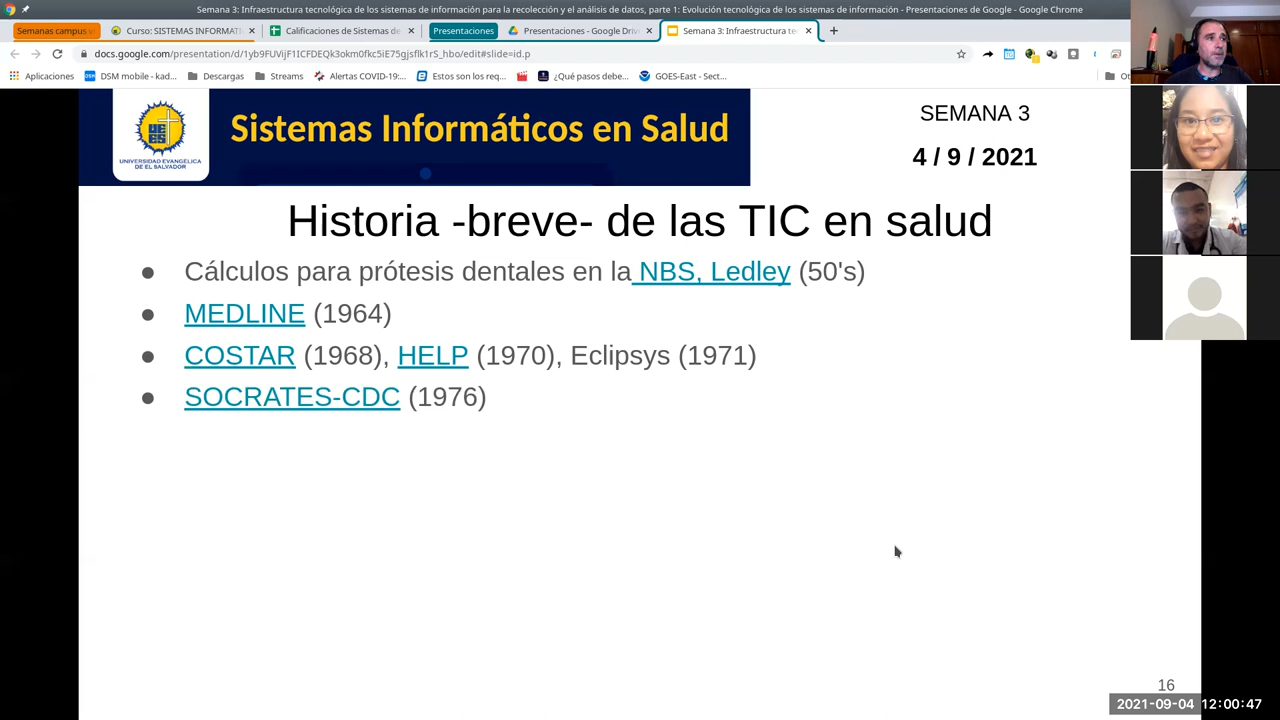 Semana 3: Infraestructura tecnológica de los sistemas de información para la recolección y el análisis de datos, parte 1: Evolución tecnológica de los sistemas de información - Presentaciones de Google - Google Chrome
Semanas campus v
Curso: SISTEMAS INFORMATI
Calificaciones de Sistemas de
Presentaciones
Presentaciones - Google Drive
Semana 3: Infraestructura te
docs.google.com/presentation/d/1yb9FUVijF1ICFDEQk3okm0fkc5iE75gjsflk1rS_hbo/edit#slide=id.p
Aplicaciones
DSM mobile - kad...
Descargas
Streams
Alertas COVID-19:...
Estos son los req...
¿Qué pasos debe...
GOES-East - Sect...
UNIVERSIDAD EVANGÉLICA
DE EL SALVADOR
Sistemas Informáticos en Salud
SEMANA 3
4 / 9 / 2021
Historia -breve- de las TIC en salud
● Cálculos para prótesis dentales en la NBS, Ledley (50's)
● MEDLINE (1964)
● COSTAR (1968), HELP (1970), Eclipsys (1971)
● SOCRATES-CDC (1976)
16
2021-09-04 12:00:47